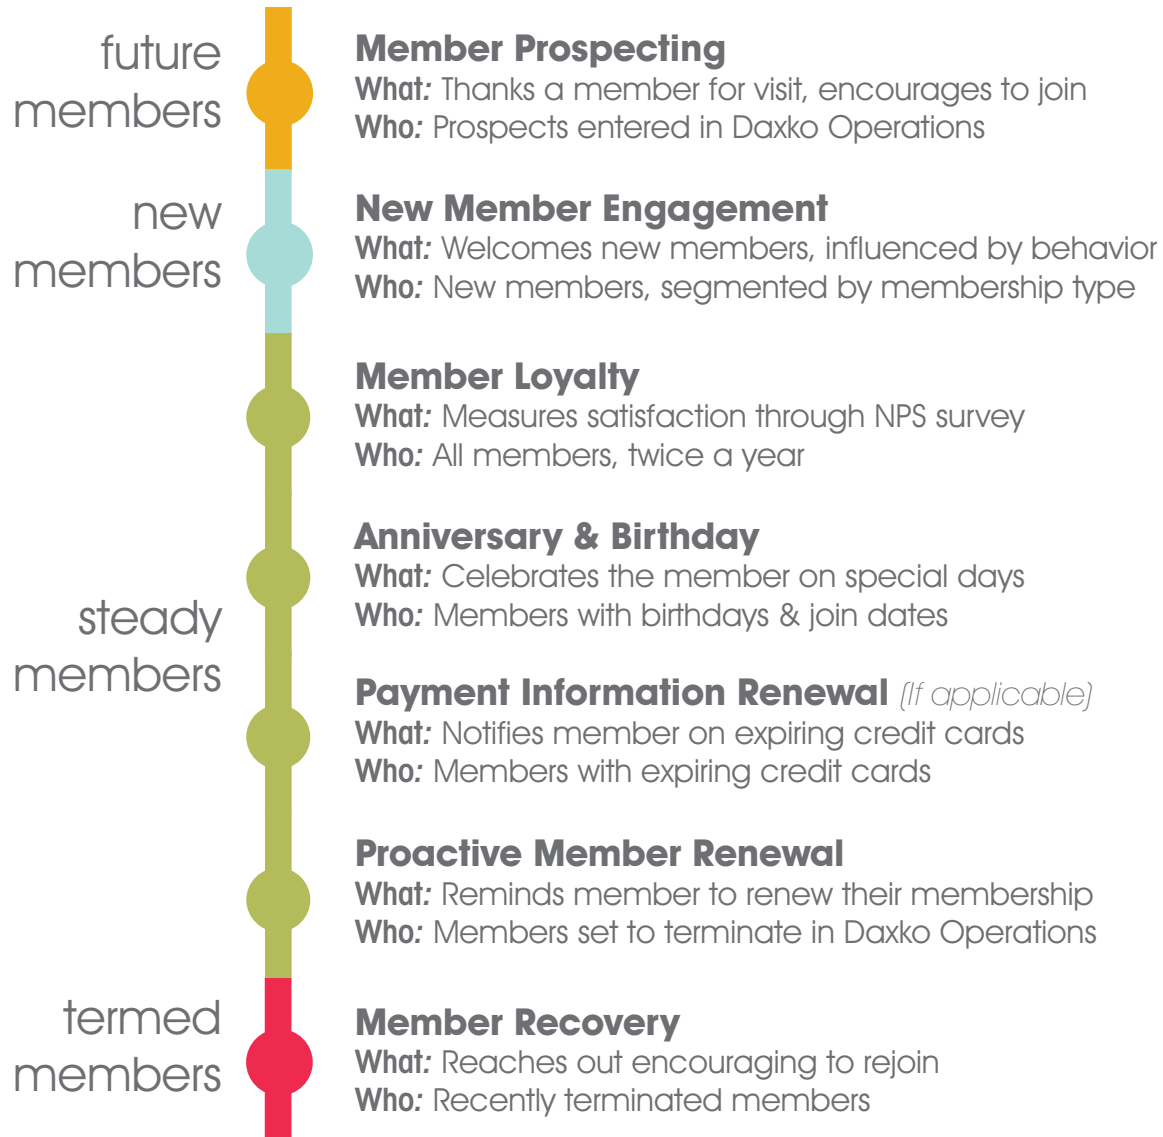 future
members
Member Prospecting
What: Thanks a member for visit, encourages to join
Who: Prospects entered in Daxko Operations
new
members
New Member Engagement
What: Welcomes new members, influenced by behavior
Who: New members, segmented by membership type
steady
members
Member Loyalty
What: Measures satisfaction through NPS survey
Who: All members, twice a year
Anniversary & Birthday
What: Celebrates the member on special days
Who: Members with birthdays & join dates
Payment Information Renewal (If applicable)
What: Notifies member on expiring credit cards
Who: Members with expiring credit cards
Proactive Member Renewal
What: Reminds member to renew their membership
Who: Members set to terminate in Daxko Operations
termed
members
Member Recovery
What: Reaches out encouraging to rejoin
Who: Recently terminated members